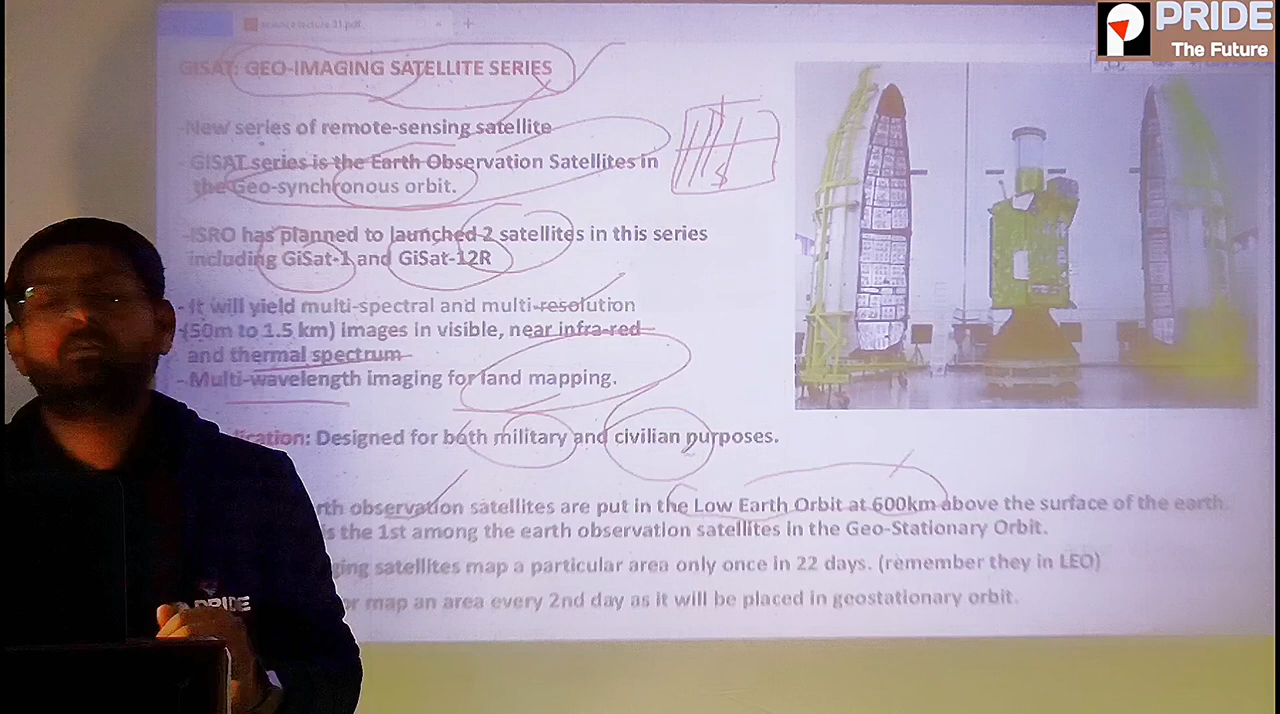 science lecture 31.pdf
PRIDE
The Future
GISAT: GEO-IMAGING SATELLITE SERIES
-New series of remote-sensing satellite
- GISAT series is the Earth Observation Satellites in
the Geo-synchronous orbit.
-ISRO has planned to launched 2 satellites in this series
including GiSat-1 and GiSat-12R
- It will yield multi-spectral and multi-resolution
(50m to 1.5 km) images in visible, near infra-red
and thermal spectrum
- Multi-wavelength imaging for land mapping.
Designed for both military and civilian purposes.
observation satellites are put in the Low Earth Orbit at 600km above the surface of the earth.
the 1st among the earth observation satellites in the Geo-Stationary Orbit.
satellites map a particular area only once in 22 days. (remember they in LEO)
map an area every 2nd day as it will be placed in geostationary orbit.
PRIDE